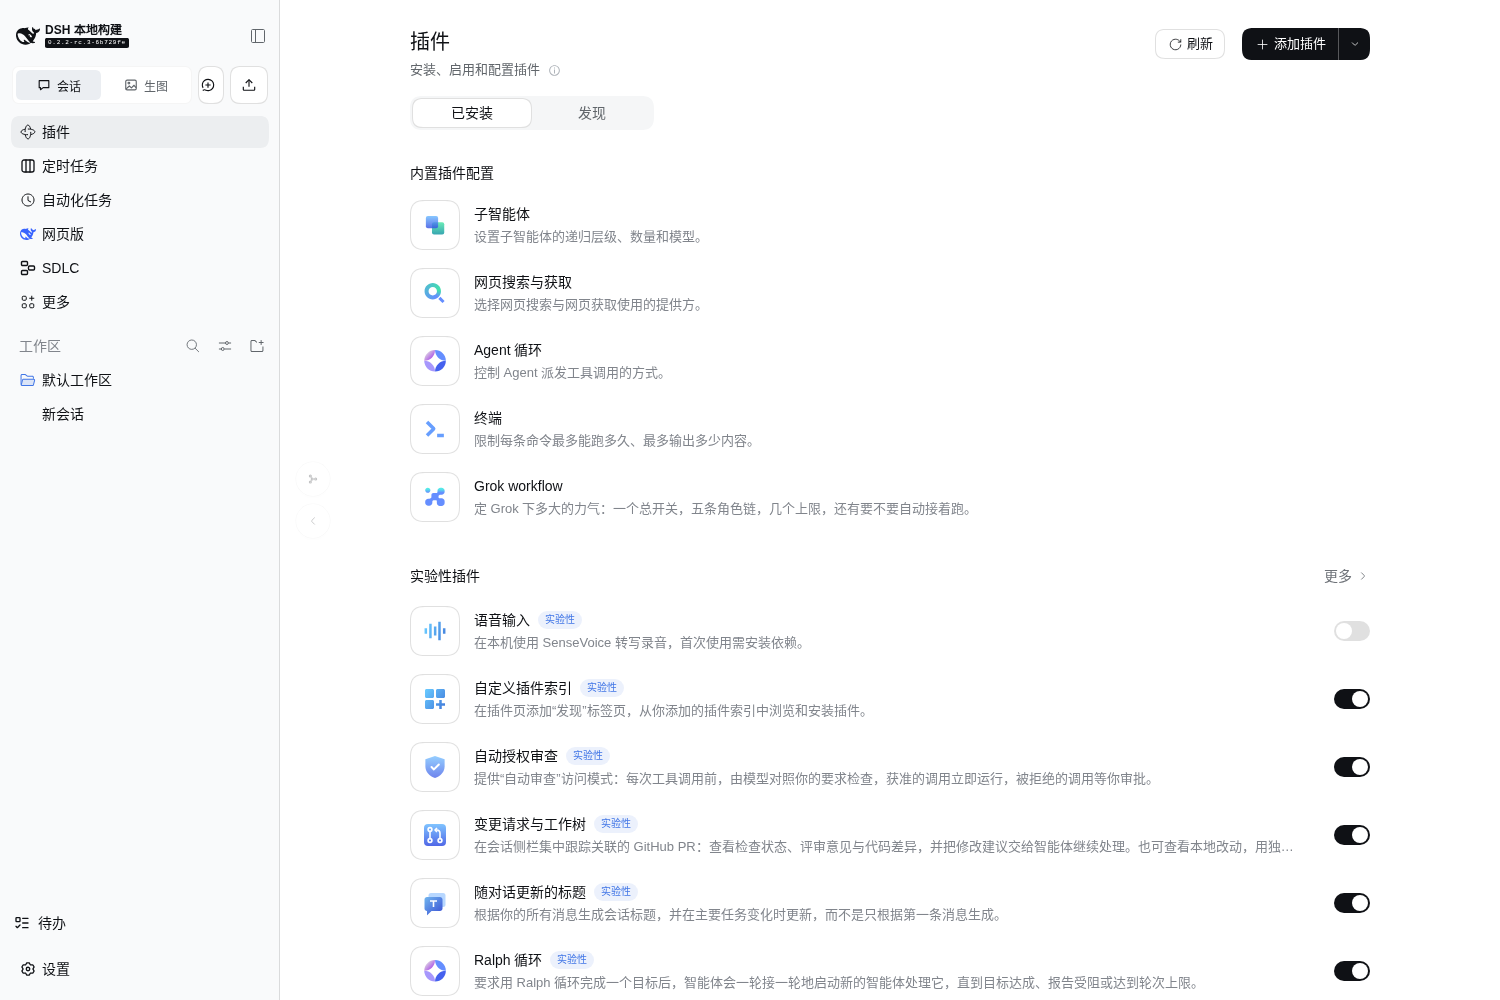 DSH 本地构建
0.2.2-rc.3-6b729fe
会话
生图
插件
定时任务
自动化任务
网页版
SDLC
更多
工作区
默认工作区
新会话
待办
设置
插件
安装、启用和配置插件
刷新
添加插件
已安装
发现
内置插件配置
子智能体
设置子智能体的递归层级、数量和模型。
网页搜索与获取
选择网页搜索与网页获取使用的提供方。
Agent 循环
控制 Agent 派发工具调用的方式。
终端
限制每条命令最多能跑多久、最多输出多少内容。
Grok workflow
定 Grok 下多大的力气：一个总开关，五条角色链，几个上限，还有要不要自动接着跑。
实验性插件
更多
语音输入 实验性
在本机使用 SenseVoice 转写录音，首次使用需安装依赖。
自定义插件索引 实验性
在插件页添加“发现”标签页，从你添加的插件索引中浏览和安装插件。
自动授权审查 实验性
提供“自动审查”访问模式：每次工具调用前，由模型对照你的要求检查，获准的调用立即运行，被拒绝的调用等你审批。
变更请求与工作树 实验性
在会话侧栏集中跟踪关联的 GitHub PR：查看检查状态、评审意见与代码差异，并把修改建议交给智能体继续处理。也可查看本地改动，用独…
随对话更新的标题 实验性
根据你的所有消息生成会话标题，并在主要任务变化时更新，而不是只根据第一条消息生成。
Ralph 循环 实验性
要求用 Ralph 循环完成一个目标后，智能体会一轮接一轮地启动新的智能体处理它，直到目标达成、报告受阻或达到轮次上限。